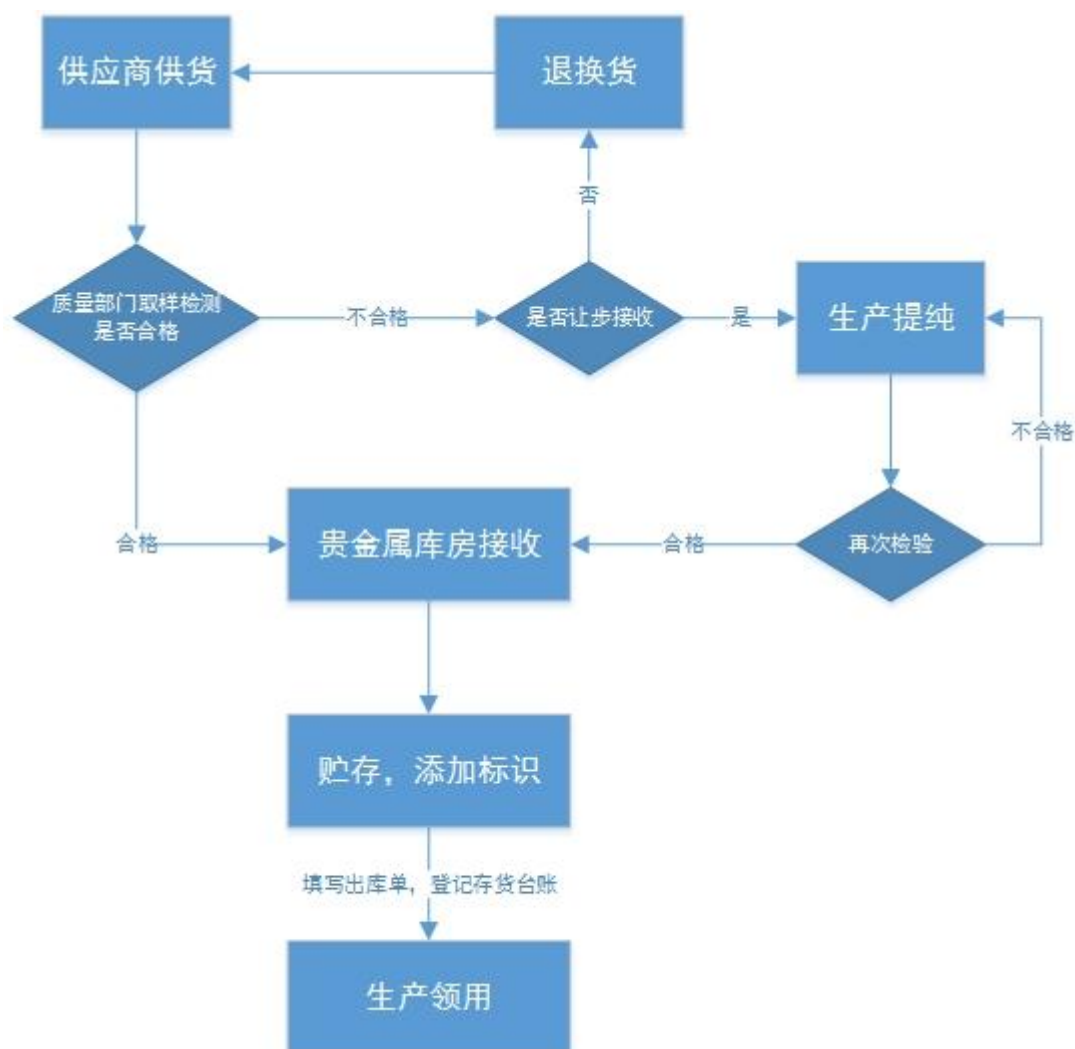 供应商供货
退换货
否
质量部门取样检测
是否合格
不合格
是否让步接收
是
生产提纯
不合格
合格
贵金属库房接收
合格
再次检验
贮存，添加标识
填写出库单，登记存货台账
生产领用